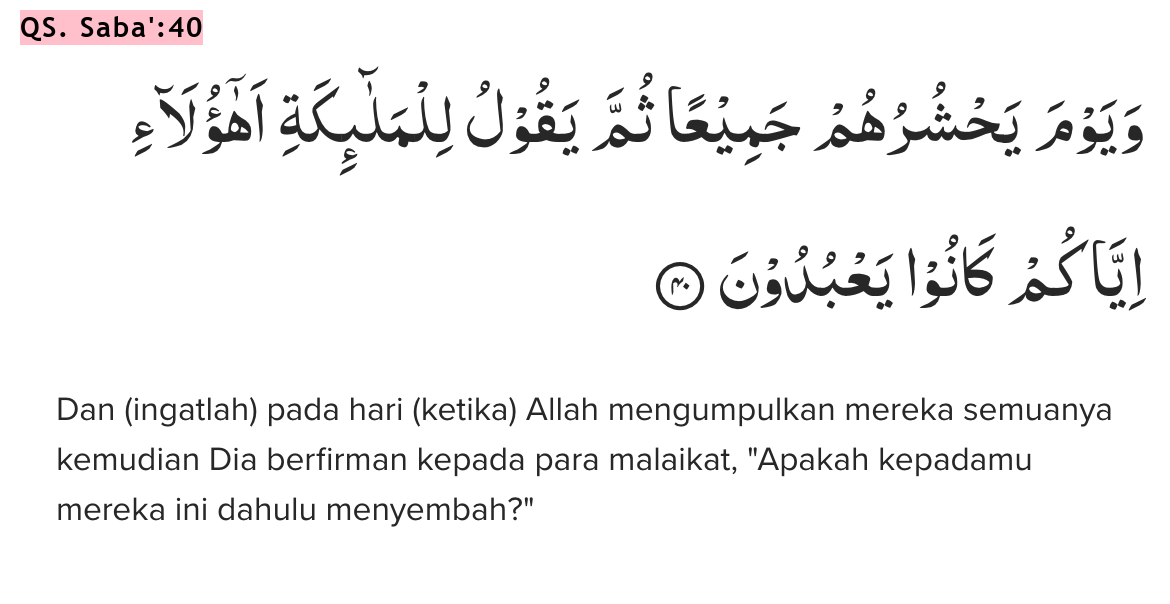 QS. Saba':40
وَيَوْمَ يَحْشُرُهُمْ جَمِيْعًا ثُمَّ يَقُوْلُ لِلْمَلٰۤىِٕكَةِ اَهٰٓؤُلَاۤءِ
اِيَّاكُمْ كَانُوْا يَعْبُدُوْنَ ٤٠
Dan (ingatlah) pada hari (ketika) Allah mengumpulkan mereka semuanya
kemudian Dia berfirman kepada para malaikat, "Apakah kepadamu
mereka ini dahulu menyembah?"